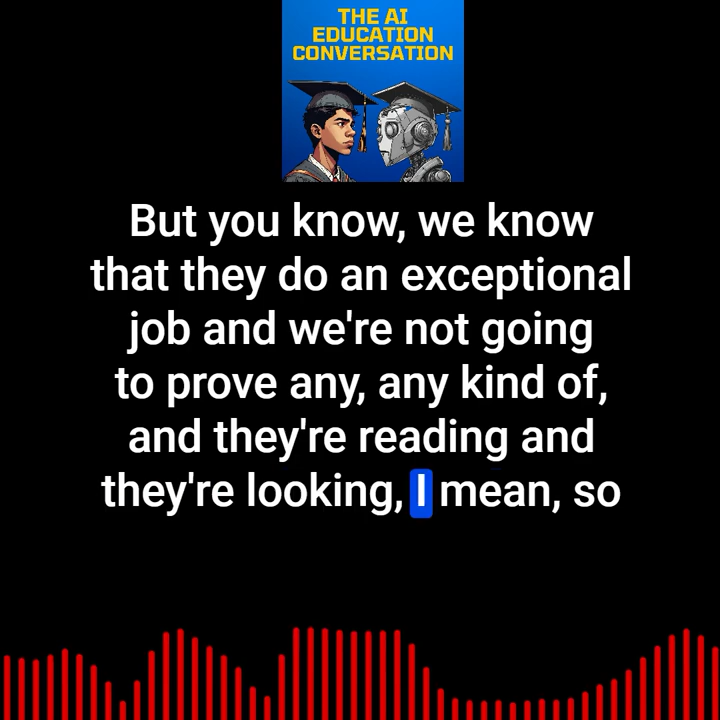 THE AI
EDUCATION
CONVERSATION
But you know, we know
that they do an exceptional
job and we're not going
to prove any, any kind of,
and they're reading and
they're looking, I mean, so